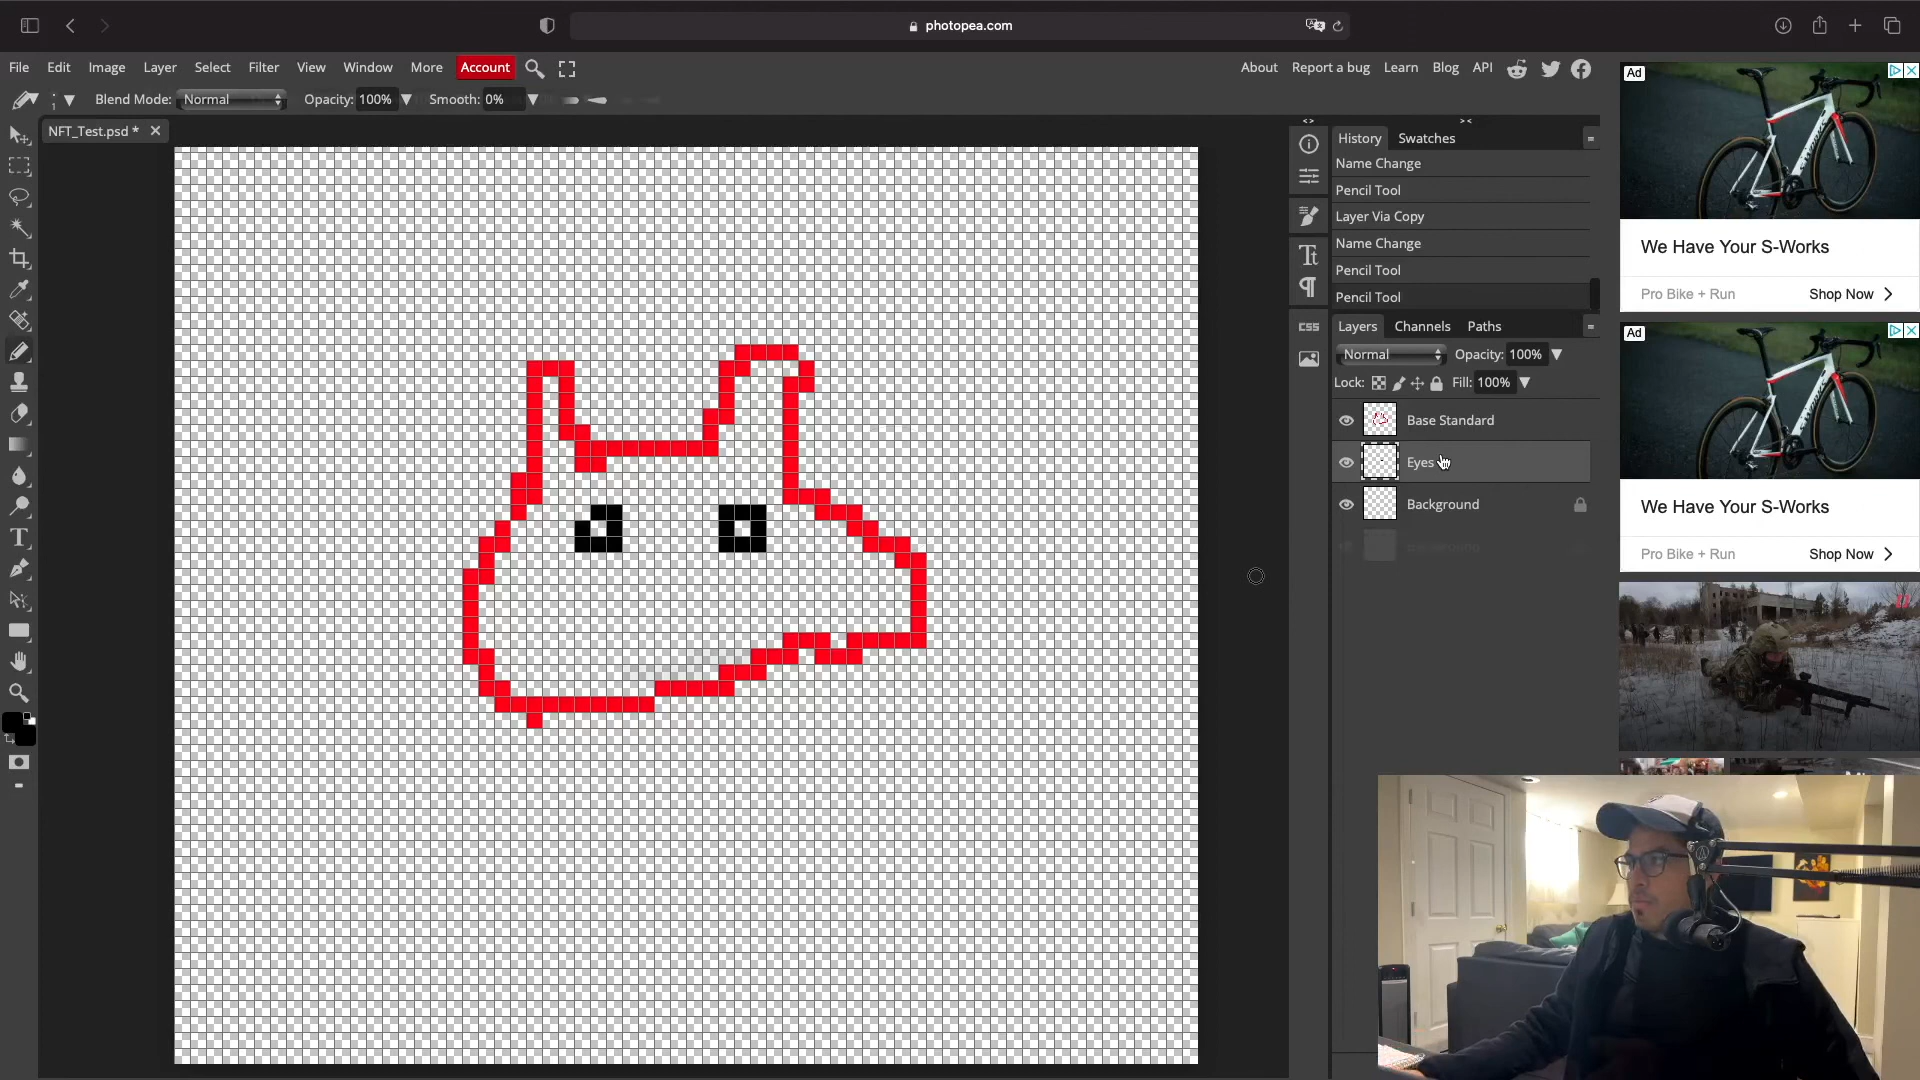 photopea.com
File Edit Image Layer Select Filter View Window More Account
About Report a bug Learn Blog API
Blend Mode: Normal Opacity: 100% Smooth: 0%
NFT_Test.psd *
History Swatches
Name Change
Pencil Tool
Layer Via Copy
Name Change
Pencil Tool
Pencil Tool
CSS
Layers Channels Paths
Normal Opacity: 100%
Lock: Fill: 100%
Base Standard
Eyes
Background
Ad
We Have Your S-Works
Pro Bike + Run Shop Now
Ad
We Have Your S-Works
Pro Bike + Run Shop Now